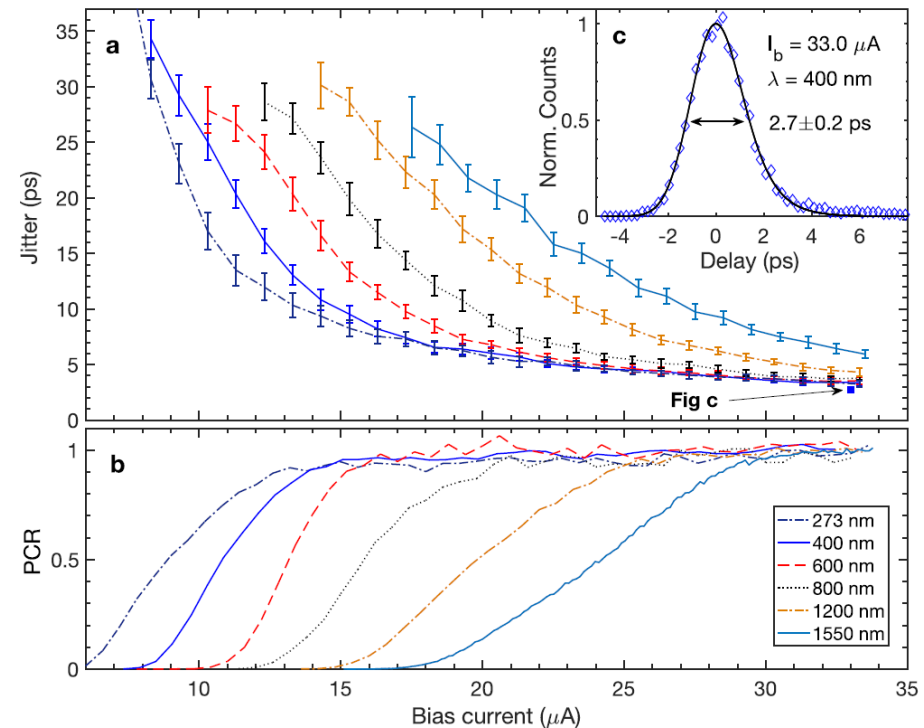 a
Jitter (ps)
35
30
25
20
15
10
5
0
c
Norm. Counts
1
0.5
0
I_b = 33.0 μA
λ = 400 nm
2.7±0.2 ps
-4 -2 0 2 4 6
Delay (ps)
Fig c
b
PCR
1
0.5
0
273 nm
400 nm
600 nm
800 nm
1200 nm
1550 nm
10 15 20 25 30 35
Bias current (μA)